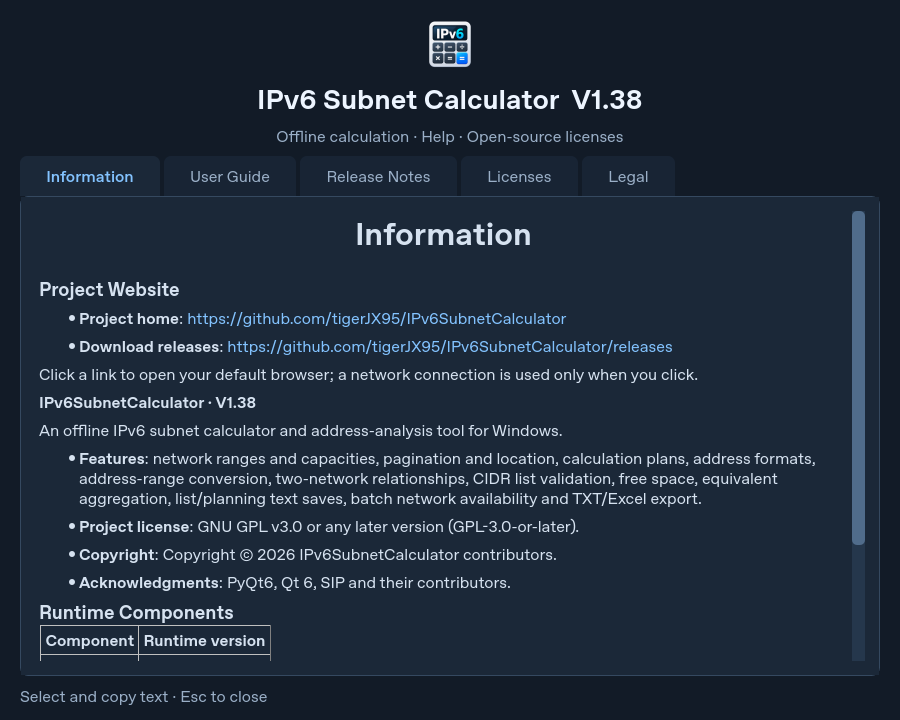 IPv6
IPv6 Subnet Calculator V1.38
Offline calculation · Help · Open-source licenses
Information User Guide Release Notes Licenses Legal
Information
Project Website
• Project home: https://github.com/tigerJX95/IPv6SubnetCalculator
• Download releases: https://github.com/tigerJX95/IPv6SubnetCalculator/releases
Click a link to open your default browser; a network connection is used only when you click.
IPv6SubnetCalculator · V1.38
An offline IPv6 subnet calculator and address-analysis tool for Windows.
• Features: network ranges and capacities, pagination and location, calculation plans, address formats,
address-range conversion, two-network relationships, CIDR list validation, free space, equivalent
aggregation, list/planning text saves, batch network availability and TXT/Excel export.
• Project license: GNU GPL v3.0 or any later version (GPL-3.0-or-later).
• Copyright: Copyright © 2026 IPv6SubnetCalculator contributors.
• Acknowledgments: PyQt6, Qt 6, SIP and their contributors.
Runtime Components
Component Runtime version
Select and copy text · Esc to close